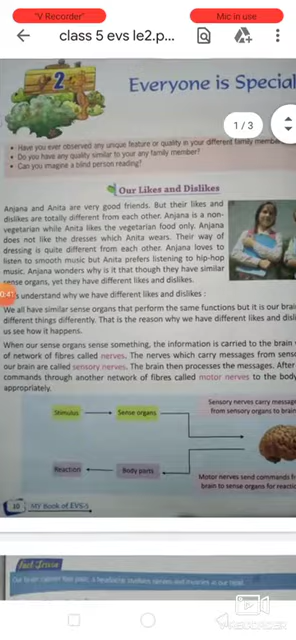 "V Recorder"
Mic in use
class 5 evs le2.p...
2
Everyone is Special
1 / 3
Have you ever observed any unique feature or quality in your different family membe
Do you have any quality similar to your any family member?
Can you imagine a blind person reading?
Our Likes and Dislikes
Anjana and Anita are very good friends. But their likes and
dislikes are totally different from each other. Anjana is a non-
vegetarian while Anita likes the vegetarian food only. Anjana
does not like the dresses which Anita wears. Their way of
dressing is quite different from each other. Anjana loves to
listen to smooth music but Anita prefers listening to hip-hop
music. Anjana wonders why is it that though they have similar
ense organs, yet they have different likes and dislikes.
s understand why we have different likes and dislikes :
We all have similar sense organs that perform the same functions but it is our brai
different things differently. That is the reason why we have different likes and disli
us see how it happens.
When our sense organs sense something, the information is carried to the brain
of network of fibres called nerves. The nerves which carry messages from sens
our brain are called sensory nerves. The brain then processes the message. After
commands through another network of fibres called motor nerves to the body
appropriately.
Stimulus
Sense organs
Sensory nerves carry message
from sensory organs to brain
Reaction
Body parts
Motor nerves send commands f
brain to sense organs for reactio
10
MY Book of EVS-5
Fact Arena
V RECORDER